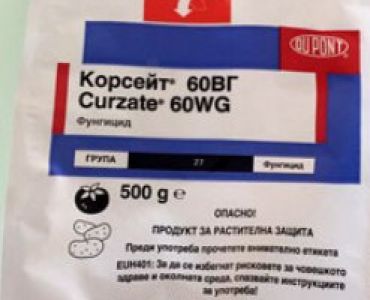 DUPONT
Корсейт® 60ВГ
Curzate® 60WG
Фунгицид
ГРУПА 27 Фунгицид
500 g e
ОПАСНО!
ПРОДУКТ ЗА РАСТИТЕЛНА ЗАЩИТА
Преди употреба прочетете внимателно етикета
EUH401: За да се избегнат рисковете за човешкото
здраве и околната среда, спазвайте инструкциите
за употреба!